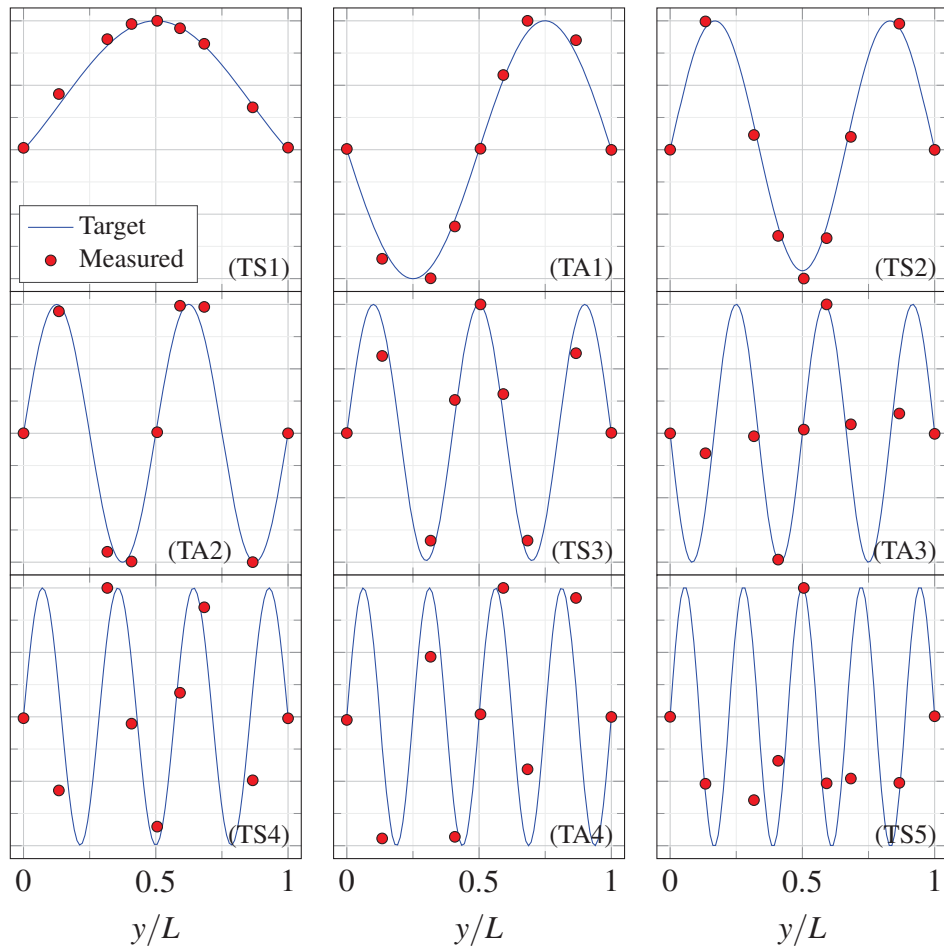 Target
Measured
(TS1)
(TA1)
(TS2)
(TA2)
(TS3)
(TA3)
(TS4)
(TA4)
(TS5)
0 0.5 1
0 0.5 1
0 0.5 1
y/L
y/L
y/L